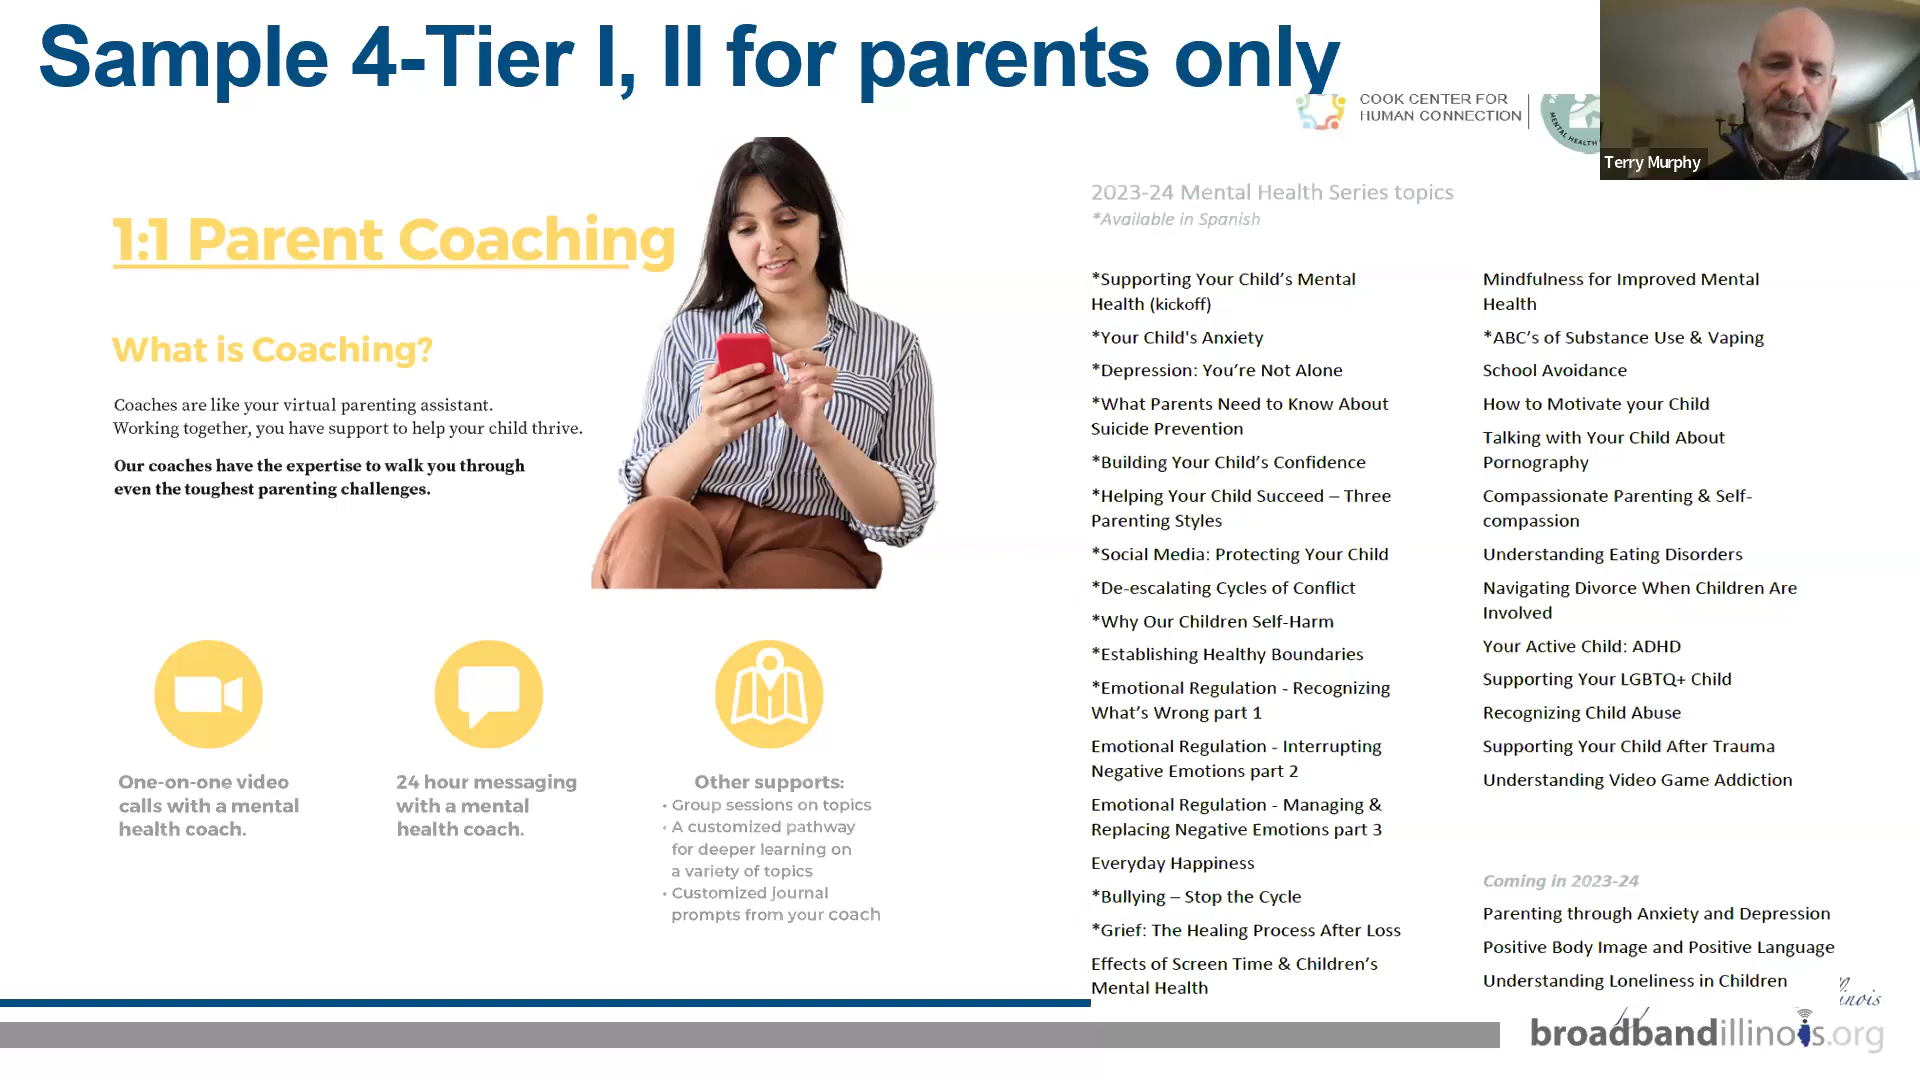 Sample 4-Tier I, II for parents only
COOK CENTER FOR
HUMAN CONNECTION
MENTAL HEALTH
Terry Murphy
1:1 Parent Coaching
What is Coaching?
Coaches are like your virtual parenting assistant.
Working together, you have support to help your child thrive.
Our coaches have the expertise to walk you through
even the toughest parenting challenges.
One-on-one video
calls with a mental
health coach.
24 hour messaging
with a mental
health coach.
Other supports:
• Group sessions on topics
• A customized pathway
for deeper learning on
a variety of topics
• Customized journal
prompts from your coach
2023-24 Mental Health Series topics
*Available in Spanish
*Supporting Your Child’s Mental
Health (kickoff)
*Your Child's Anxiety
*Depression: You’re Not Alone
*What Parents Need to Know About
Suicide Prevention
*Building Your Child’s Confidence
*Helping Your Child Succeed – Three
Parenting Styles
*Social Media: Protecting Your Child
*De-escalating Cycles of Conflict
*Why Our Children Self-Harm
*Establishing Healthy Boundaries
*Emotional Regulation - Recognizing
What’s Wrong part 1
Emotional Regulation - Interrupting
Negative Emotions part 2
Emotional Regulation - Managing &
Replacing Negative Emotions part 3
Everyday Happiness
*Bullying – Stop the Cycle
*Grief: The Healing Process After Loss
Effects of Screen Time & Children’s
Mental Health
Mindfulness for Improved Mental
Health
*ABC’s of Substance Use & Vaping
School Avoidance
How to Motivate your Child
Talking with Your Child About
Pornography
Compassionate Parenting & Self-
compassion
Understanding Eating Disorders
Navigating Divorce When Children Are
Involved
Your Active Child: ADHD
Supporting Your LGBTQ+ Child
Recognizing Child Abuse
Supporting Your Child After Trauma
Understanding Video Game Addiction
Coming in 2023-24
Parenting through Anxiety and Depression
Positive Body Image and Positive Language
Understanding Loneliness in Children
broadbandillinois.org